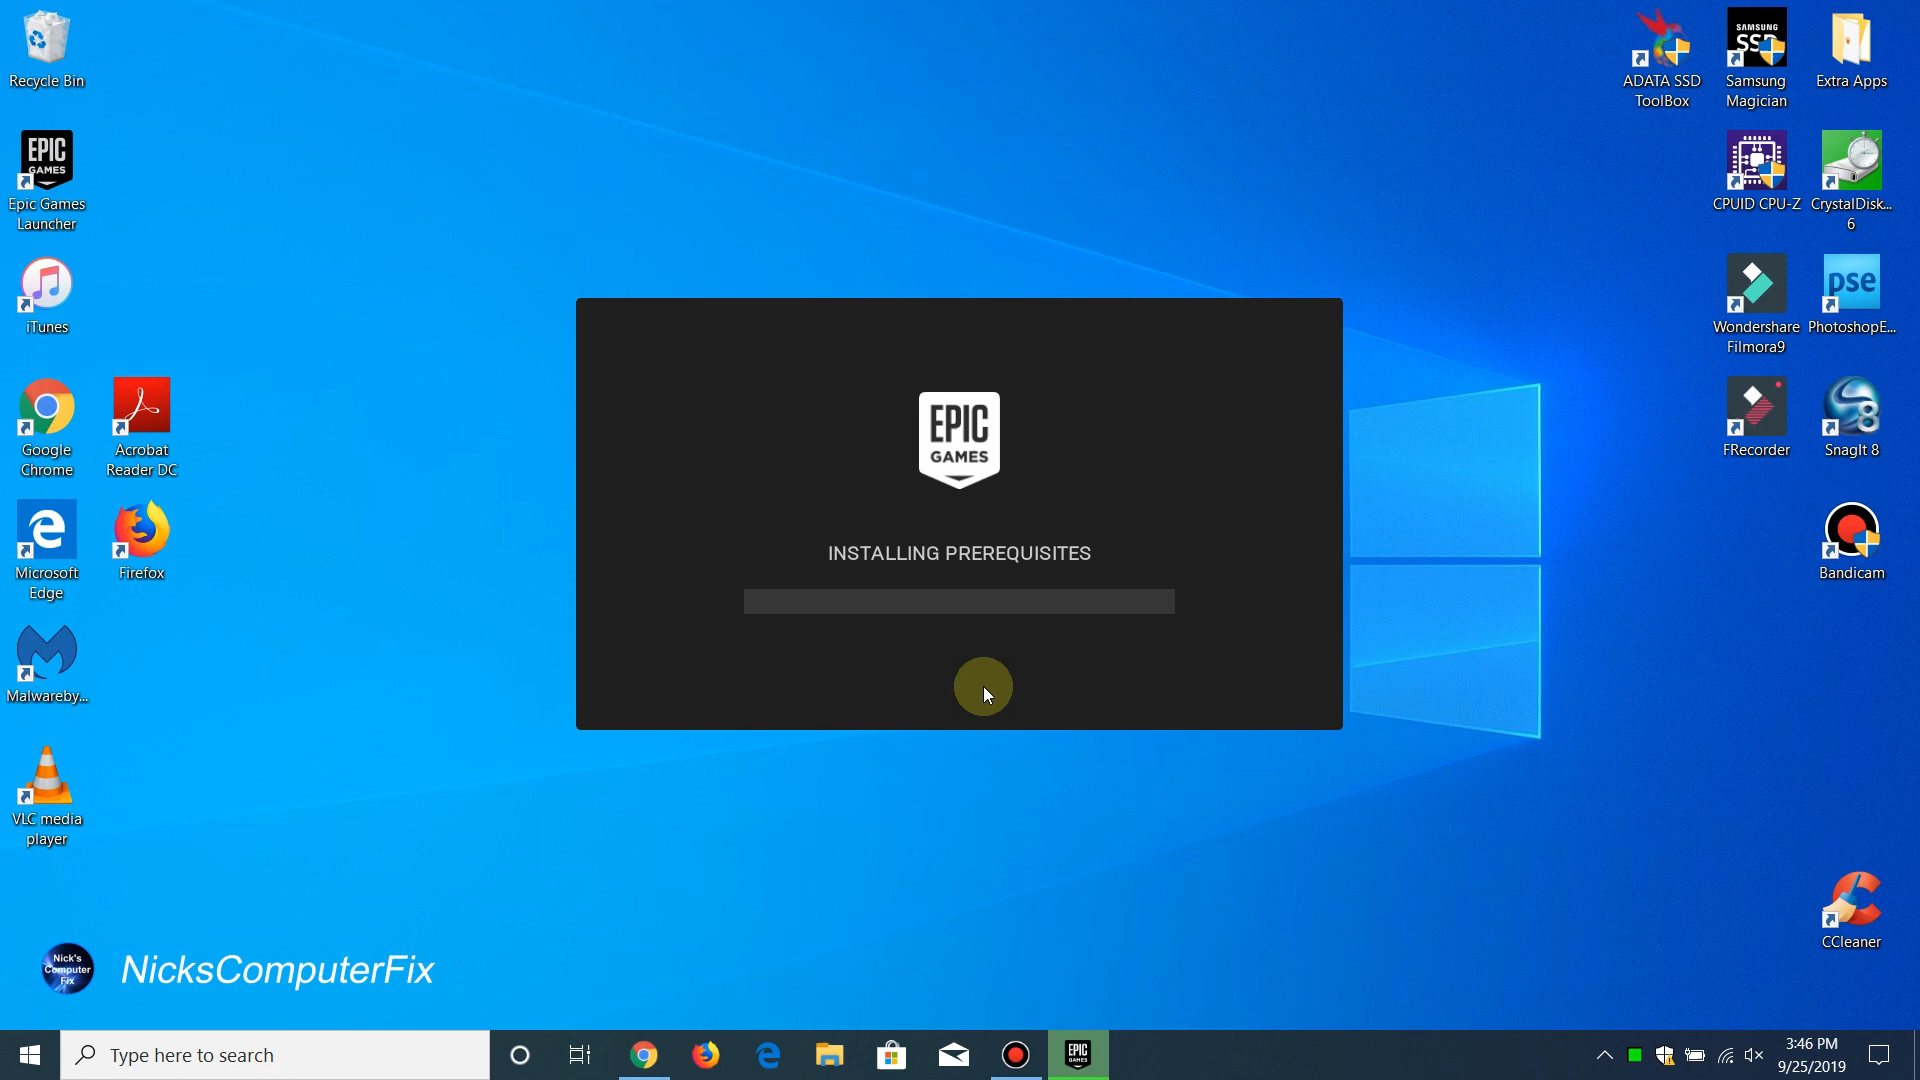 Recycle Bin
EPIC
GAMES
Epic Games
Launcher
iTunes
Google
Chrome
Acrobat
Reader DC
Microsoft
Edge
Firefox
Malwareby...
VLC media
player
Nick's
Computer
Fix
NicksComputerFix
EPIC
GAMES
INSTALLING PREREQUISITES
ADATA SSD
ToolBox
SAMSUNG
SSD
Samsung
Magician
Extra Apps
CPUID CPU-Z
CrystalDisk...
6
Wondershare
Filmora9
pse
PhotoshopE...
FRecorder
S8
SnagIt 8
Bandicam
CCleaner
Type here to search
EPIC
GAMES
3:46 PM
9/25/2019